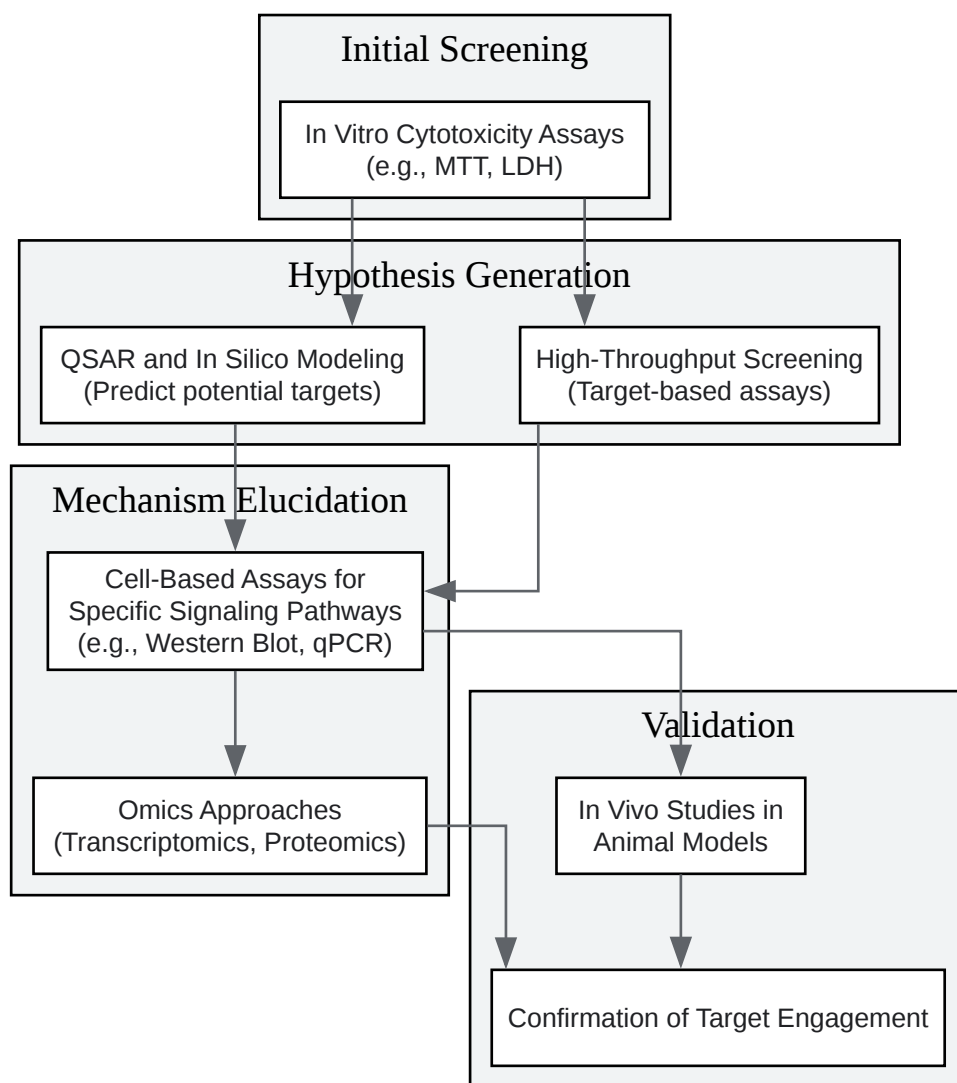 Initial Screening
In Vitro Cytotoxicity Assays
(e.g., MTT, LDH)
Hypothesis Generation
QSAR and In Silico Modeling
(Predict potential targets)
High-Throughput Screening
(Target-based assays)
Mechanism Elucidation
Cell-Based Assays for
Specific Signaling Pathways
(e.g., Western Blot, qPCR)
Omics Approaches
(Transcriptomics, Proteomics)
Validation
In Vivo Studies in
Animal Models
Confirmation of Target Engagement